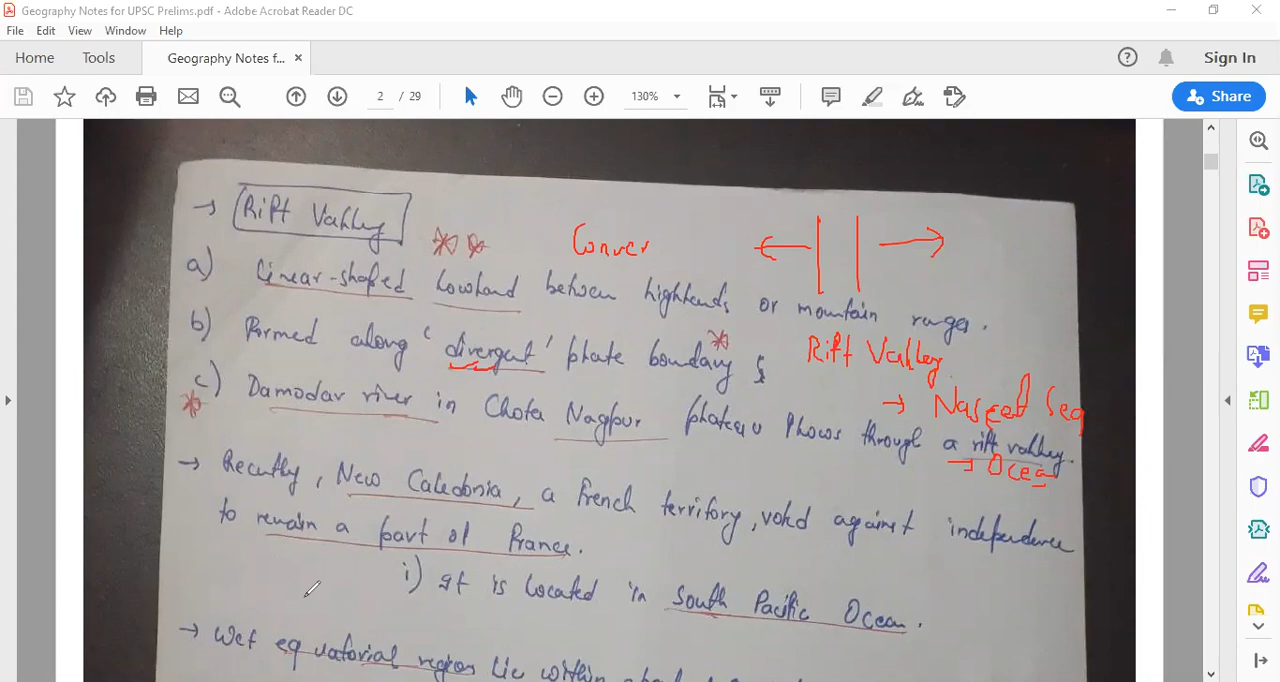 Geography Notes for UPSC Prelims.pdf - Adobe Acrobat Reader DC
File Edit View Window Help
Home Tools Geography Notes f... × Sign In
2 / 29 130% Share
→ Rift Valley
Conver
a) Linear-shaped lowland between highlands or mountain ranges.
b) Formed along 'divergent' plate boundary
Rift Valley
c) Damodar river in Chota Nagpur plateau flows through a rift valley.
→ Nascent Sea
→ Ocea
→ Recently, New Caledonia, a French territory, voted against independence
to remain a part of France.
i) It is located in South Pacific Ocean.
→ Wet equatorial region lie within